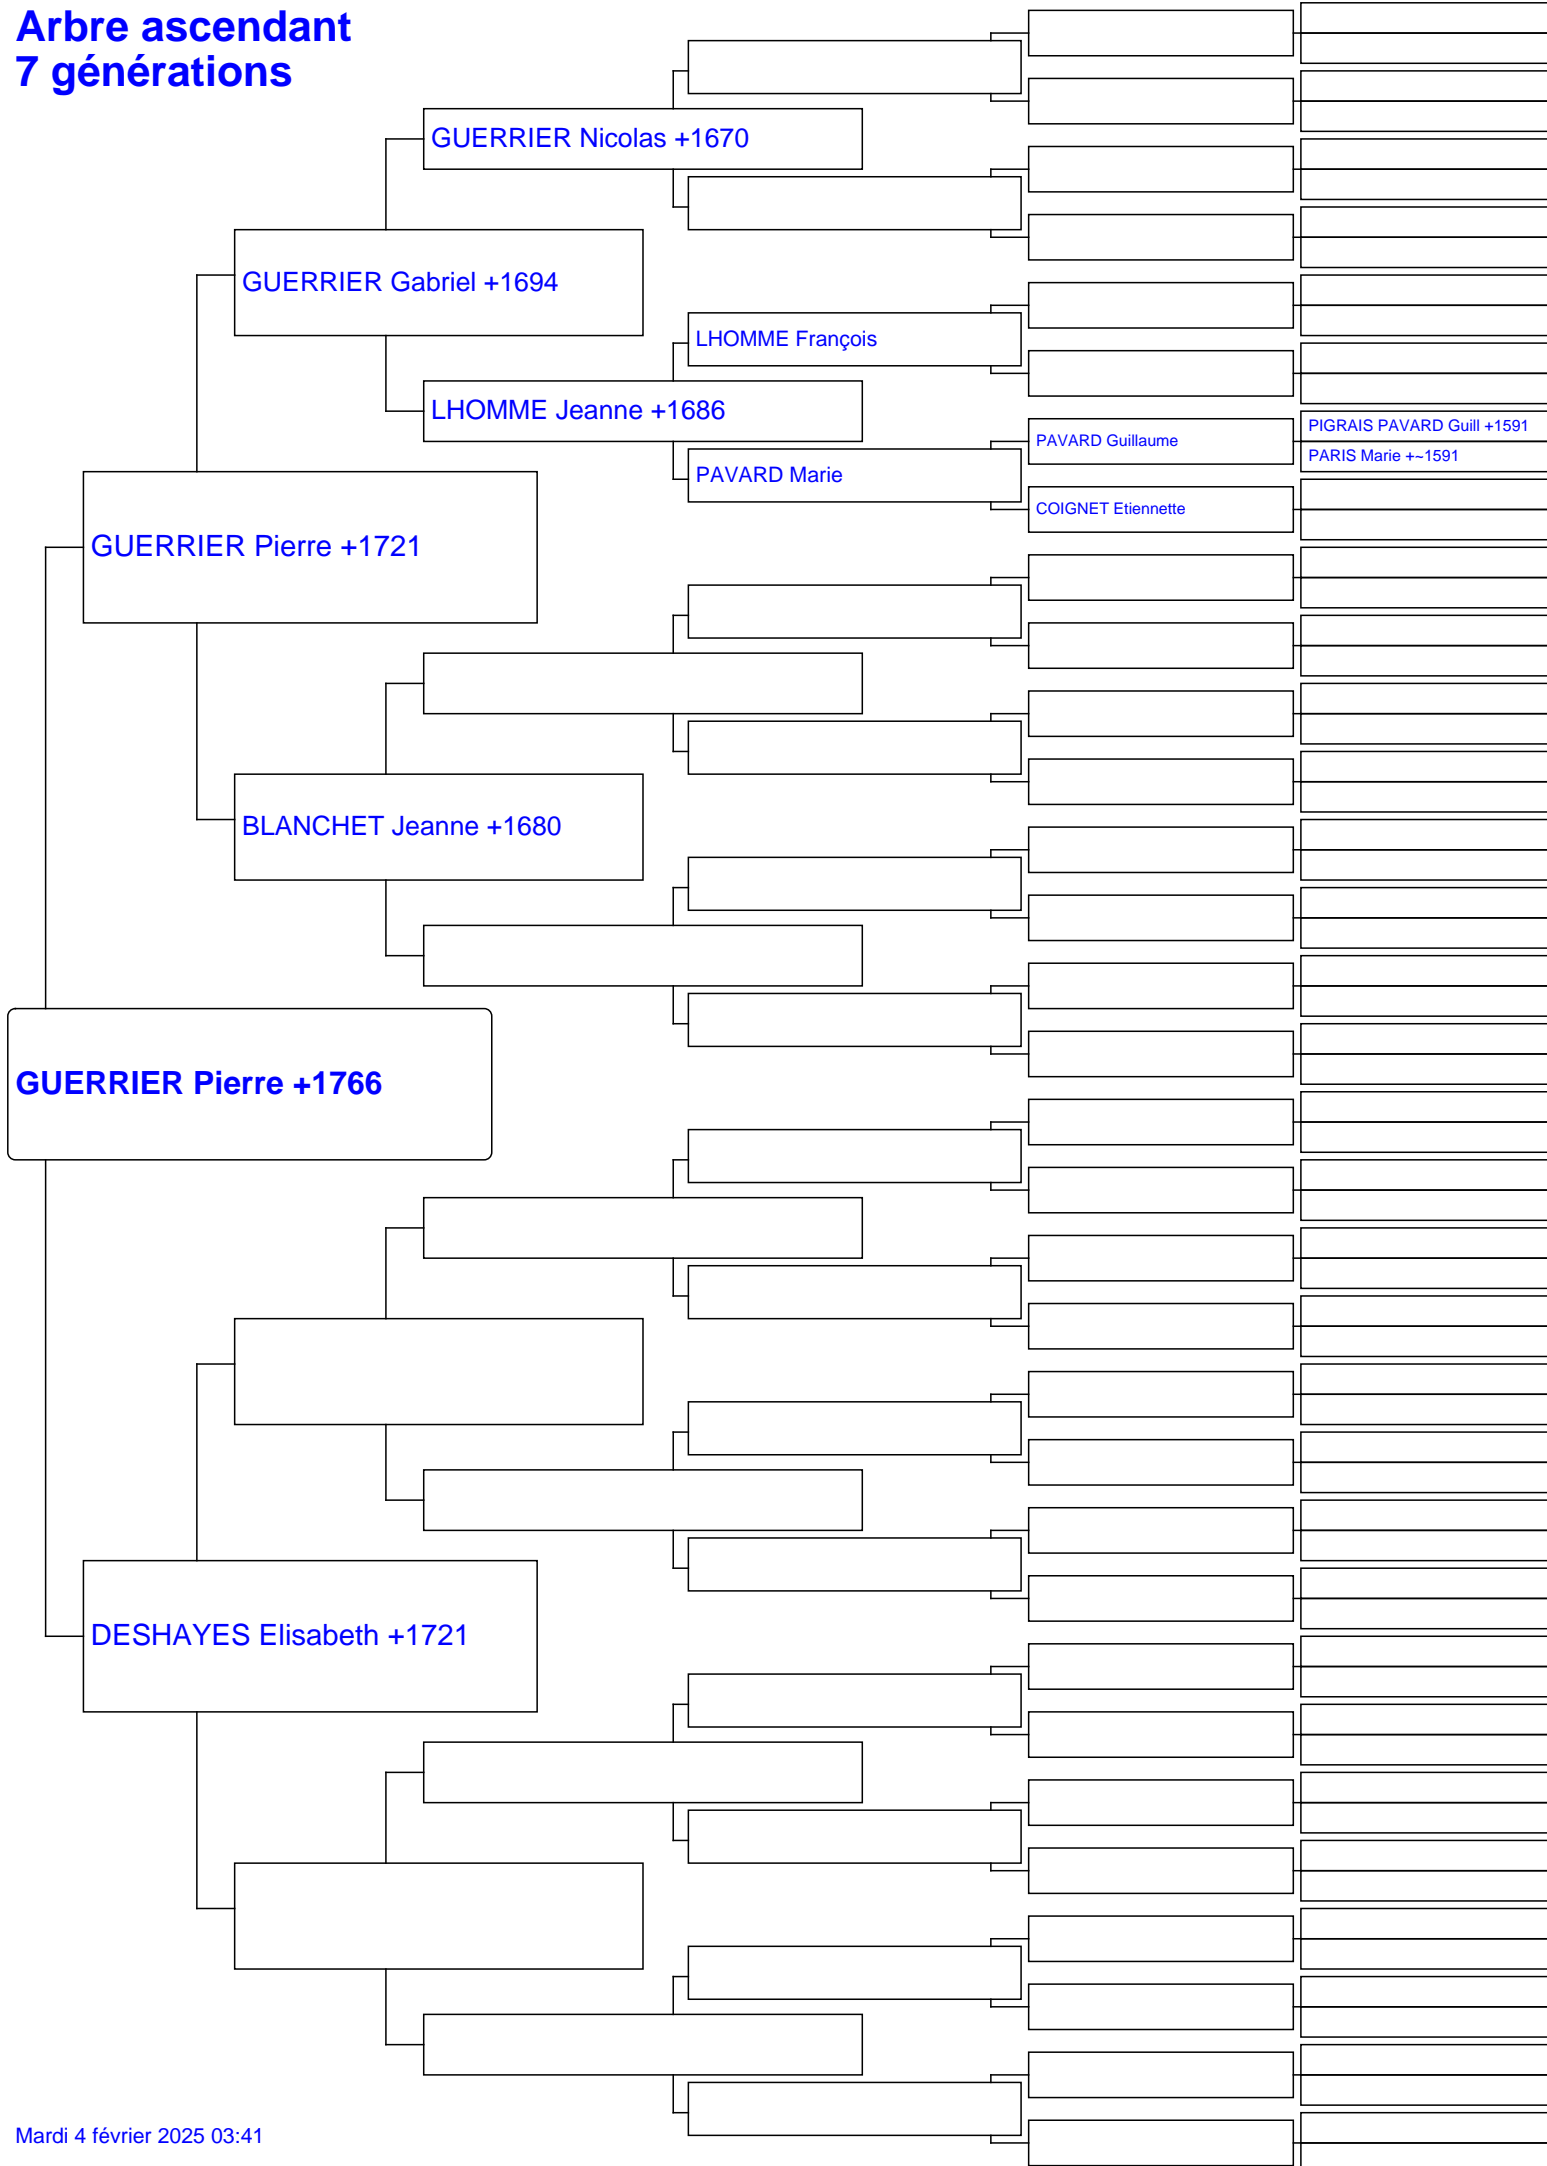 Arbre ascendant
7 générations
GUERRIER Nicolas +1670
GUERRIER Gabriel +1694
LHOMME François
LHOMME Jeanne +1686
PIGRAIS PAVARD Guill +1591
PAVARD Guillaume
PARIS Marie +~1591
PAVARD Marie
COIGNET Etiennette
GUERRIER Pierre +1721
BLANCHET Jeanne +1680
GUERRIER Pierre +1766
DESHAYES Elisabeth +1721
Mardi 4 février 2025 03:41